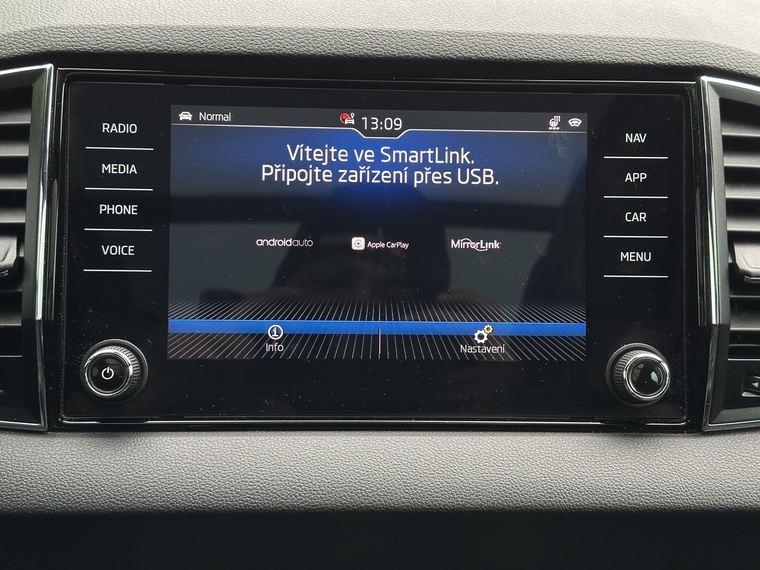 RADIO
MEDIA
PHONE
VOICE
Normal
13:09
Vítejte ve SmartLink.
Připojte zařízení přes USB.
androidauto
Apple CarPlay
MirrorLink
Info
Nastavení
NAV
APP
CAR
MENU